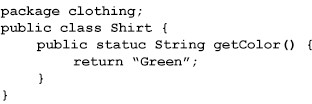 package clothing;
public class Shirt {
public statuc String getColor() {
return “Green”;
}
}